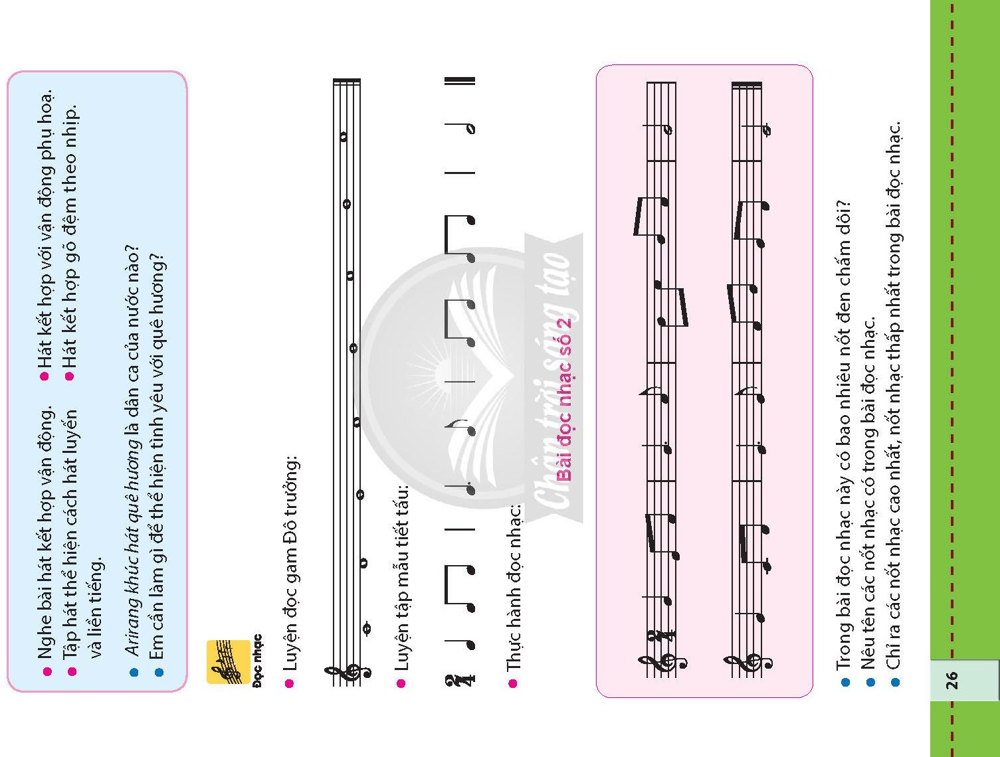 ● Nghe bài hát kết hợp vận động.
● Tập hát thể hiện cách hát luyến
và liền tiếng.
● Hát kết hợp với vận động phụ hoạ.
● Hát kết hợp gõ đệm theo nhịp.
● Arirang khúc hát quê hương là dân ca của nước nào?
● Em cần làm gì để thể hiện tình yêu với quê hương?
Đọc nhạc
● Luyện đọc gam Đô trưởng:
● Luyện tập mẫu tiết tấu:
2/4
● Thực hành đọc nhạc:
Bài đọc nhạc số 2
2/4
Chân trời sáng tạo
● Trong bài đọc nhạc này có bao nhiêu nốt đen chấm dôi?
● Nêu tên các nốt nhạc có trong bài đọc nhạc.
● Chỉ ra các nốt nhạc cao nhất, nốt nhạc thấp nhất trong bài đọc nhạc.
26